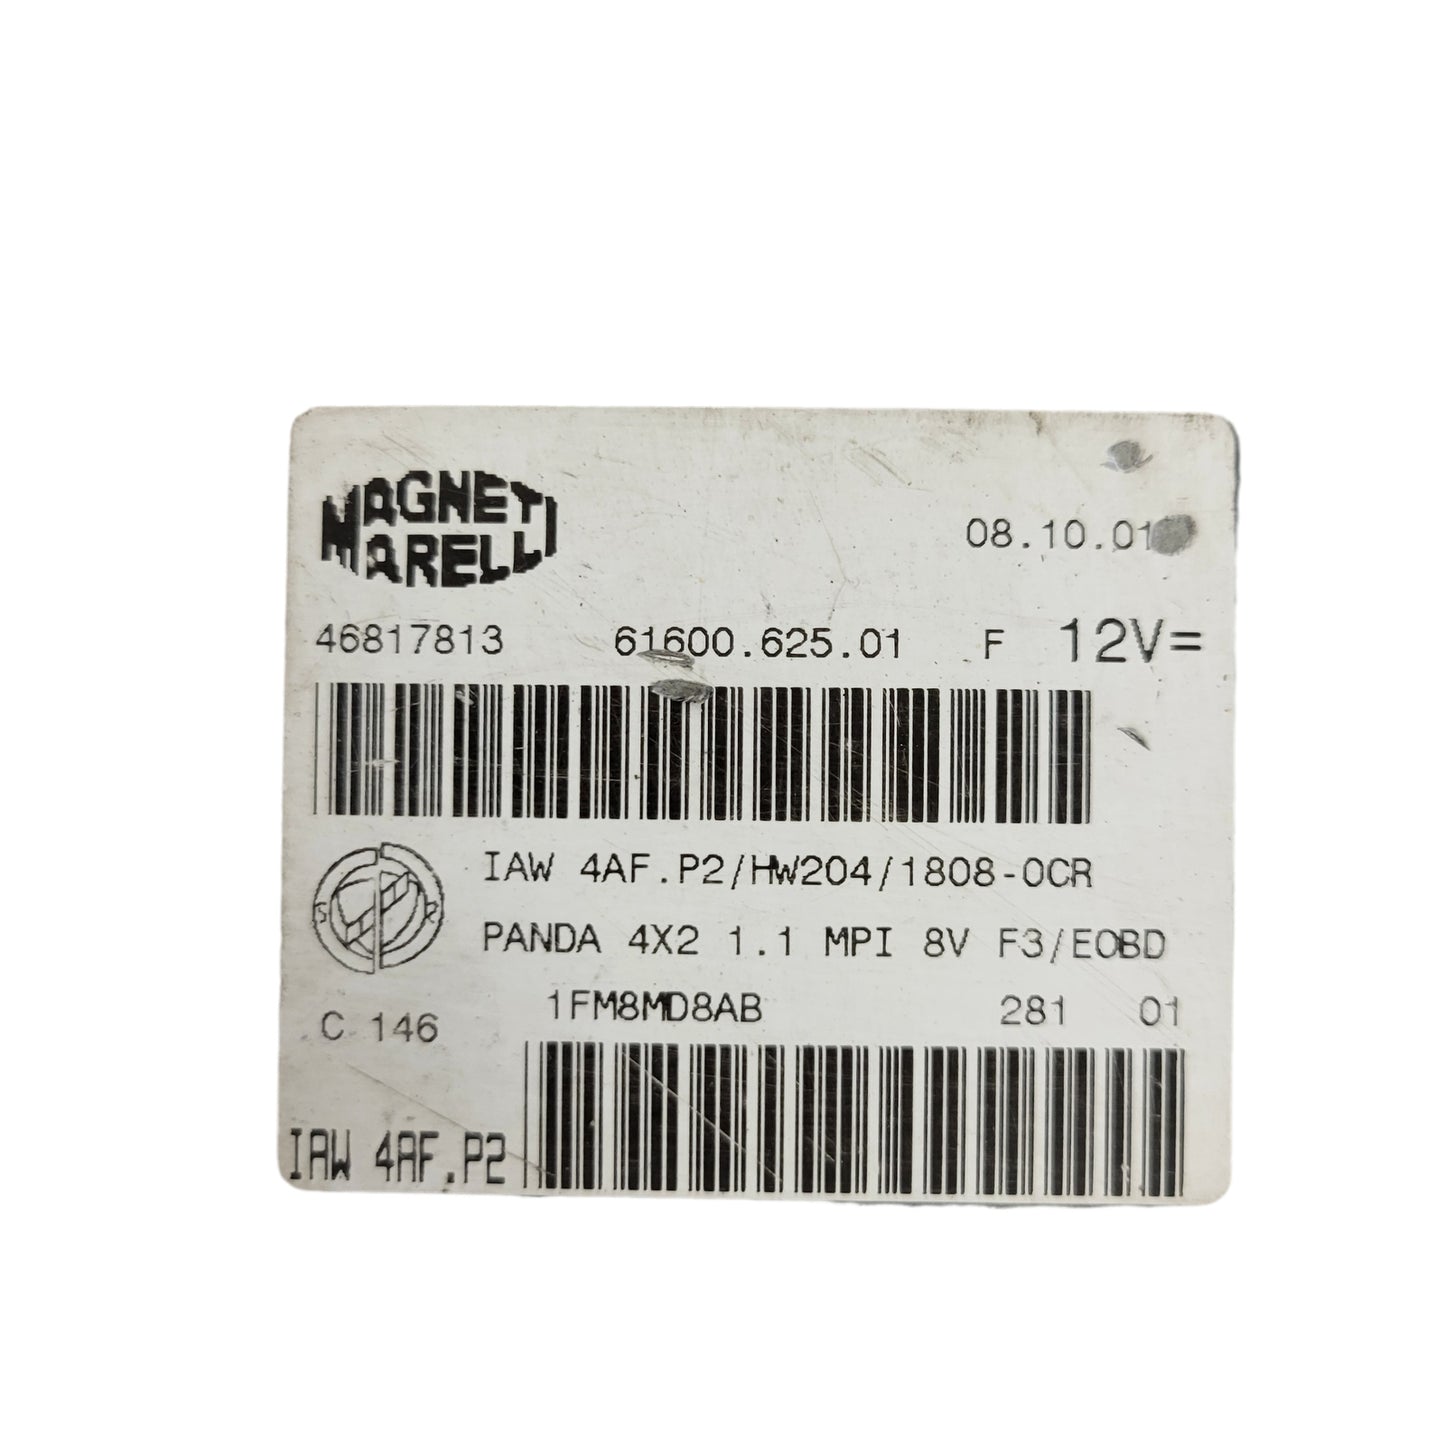 MAGNETI
MARELLI
08.10.01
46817813 61600.625.01 F 12V=
IAW 4AF.P2/HW204/1808-0CR
S R
PANDA 4X2 1.1 MPI 8V F3/EOBD
1FM8MD8AB 281 01
C 146
IAW 4AF.P2